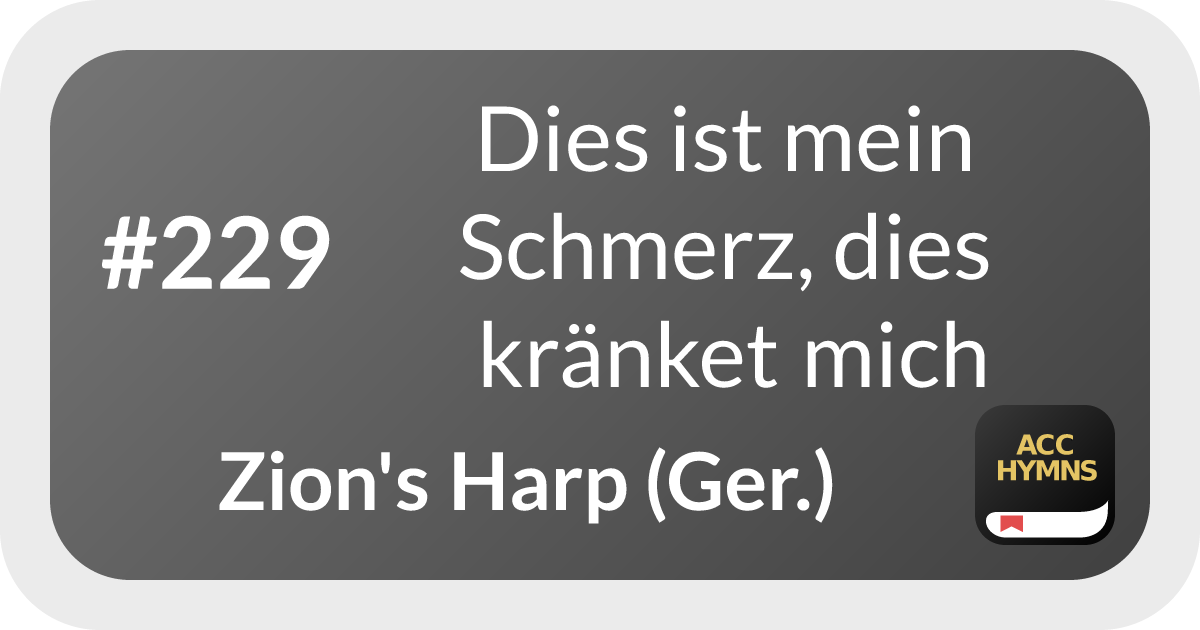 #229
Dies ist mein
Schmerz, dies
kränket mich
Zion's Harp (Ger.)
ACC
HYMNS